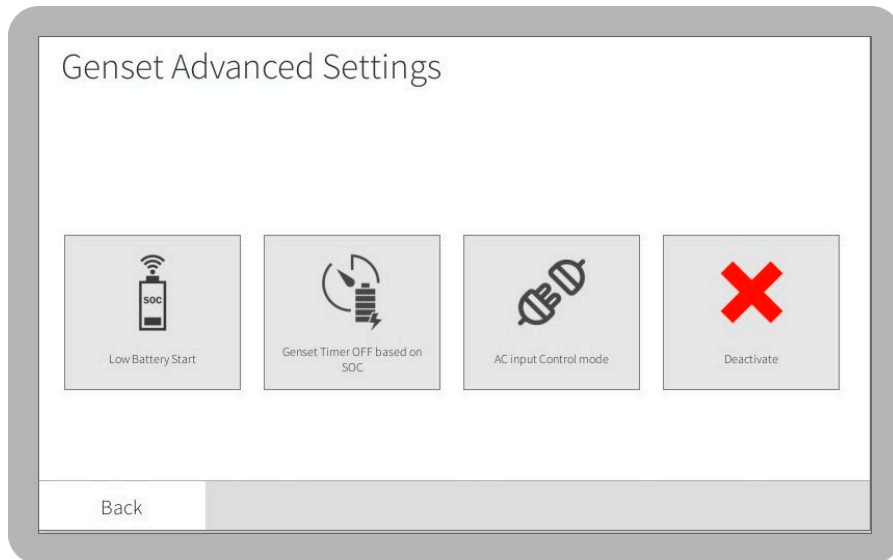 Genset Advanced Settings
SOC
Low Battery Start
Genset Timer OFF based on
SOC
AC input Control mode
Deactivate
Back